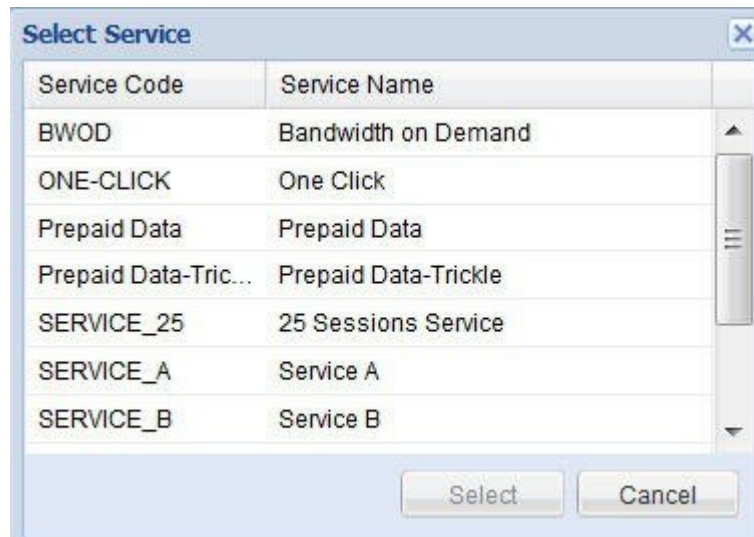 Select Service
Service Code Service Name
BWOD Bandwidth on Demand
ONE-CLICK One Click
Prepaid Data Prepaid Data
Prepaid Data-Tric... Prepaid Data-Trickle
SERVICE_25 25 Sessions Service
SERVICE_A Service A
SERVICE_B Service B
Select Cancel